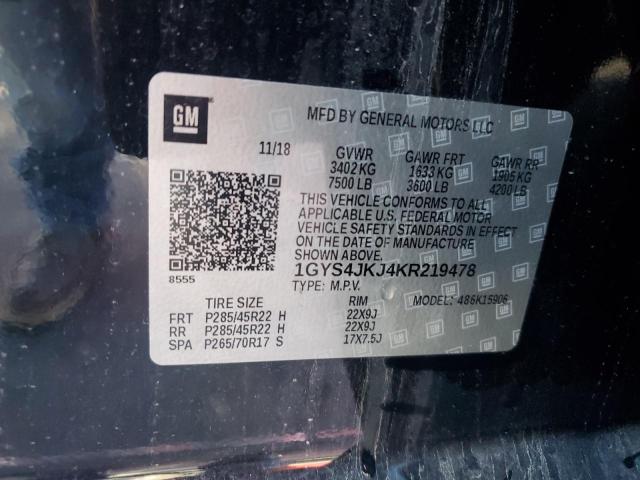 GM
MFD BY GENERAL MOTORS LLC
11/18 GVWR GAWR FRT GAWR RR
3402 KG 1633 KG 1905 KG
7500 LB 3600 LB 4200 LB
THIS VEHICLE CONFORMS TO ALL
APPLICABLE U.S. FEDERAL MOTOR
VEHICLE SAFETY STANDARDS IN EFFECT
ON THE DATE OF MANUFACTURE
SHOWN ABOVE.
8555
1GYS4JKJ4KR219478
TYPE: M.P.V. MODEL: 486K15906
TIRE SIZE RIM
FRT P285/45R22 H 22X9J
RR P285/45R22 H 22X9J
SPA P265/70R17 S 17X7.5J